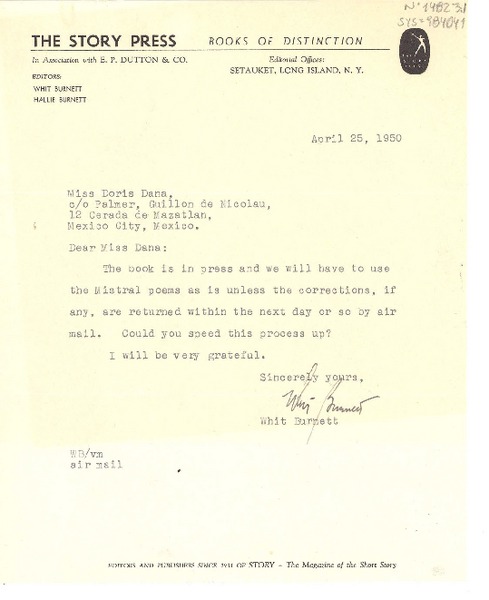 Nº 148231
SYS=984041
THE STORY PRESS BOOKS OF DISTINCTION
In Association with E. P. DUTTON & CO.
Editorial Offices:
SETAUKET, LONG ISLAND, N. Y.
EDITORS:
WHIT BURNETT
HALLIE BURNETT
April 25, 1950
Miss Doris Dana,
c/o Palmer, Guillon de Nicolau,
12 Cerada de Mazatlan,
Mexico City, Mexico.
Dear Miss Dana:
The book is in press and we will have to use
the Mistral poems as is unless the corrections, if
any, are returned within the next day or so by air
mail. Could you speed this process up?
I will be very grateful.
Sincerely yours,
Whit Burnett
Whit Burnett
WB/vm
air mail
EDITORS AND PUBLISHERS SINCE 1931 OF STORY – The Magazine of the Short Story